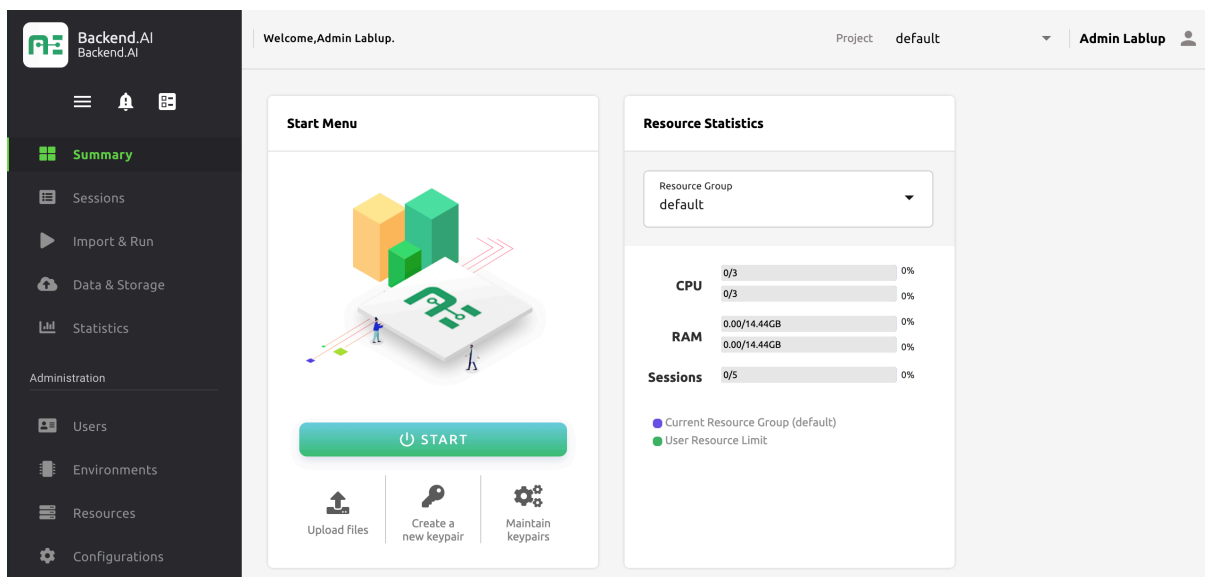 Backend.AI
Backend.AI
Summary
Sessions
Import & Run
Data & Storage
Statistics
Administration
Users
Environments
Resources
Configurations
Welcome,Admin Lablup.
Project default
Admin Lablup
Start Menu
START
Upload files
Create a
new keypair
Maintain
keypairs
Resource Statistics
Resource Group
default
CPU
0/3 0%
0/3 0%
RAM
0.00/14.44GB 0%
0.00/14.44GB 0%
Sessions 0/5 0%
Current Resource Group (default)
User Resource Limit